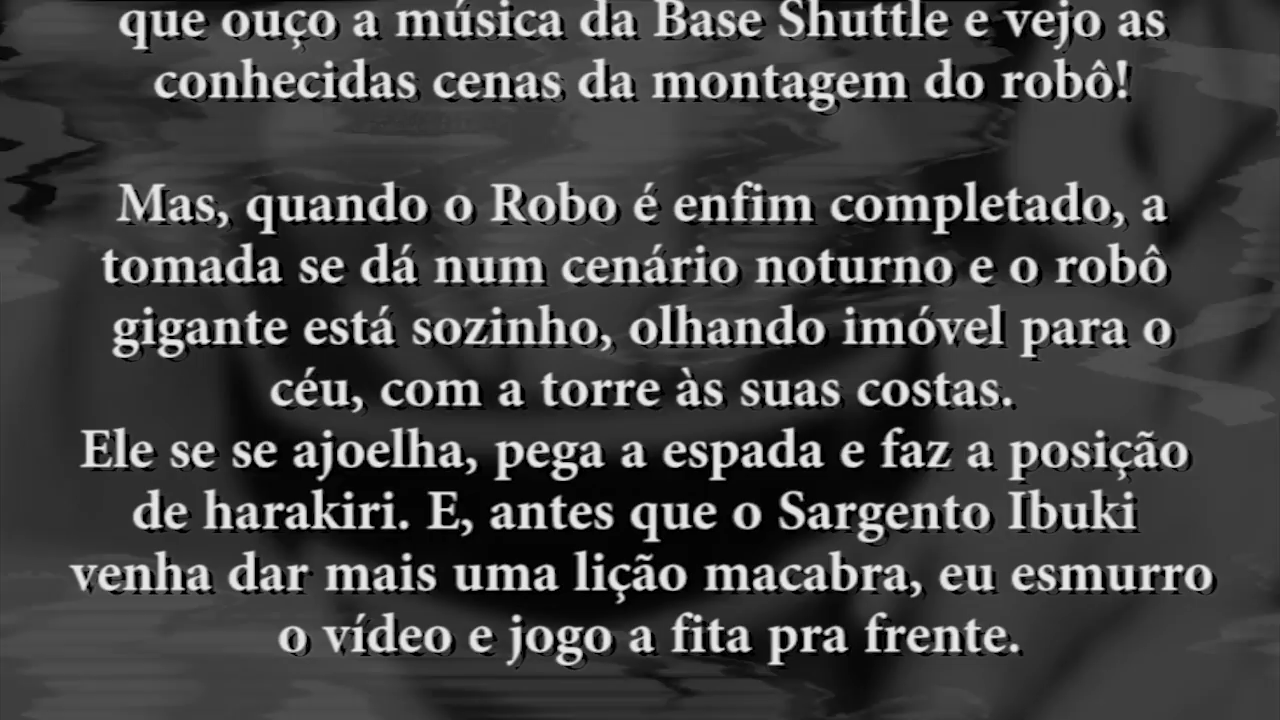 que ouço a música da Base Shuttle e vejo as
conhecidas cenas da montagem do robô!
Mas, quando o Robo é enfim completado, a
tomada se dá num cenário noturno e o robô
gigante está sozinho, olhando imóvel para o
céu, com a torre às suas costas.
Ele se se ajoelha, pega a espada e faz a posição
de harakiri. E, antes que o Sargento Ibuki
venha dar mais uma lição macabra, eu esmurro
o vídeo e jogo a fita pra frente.